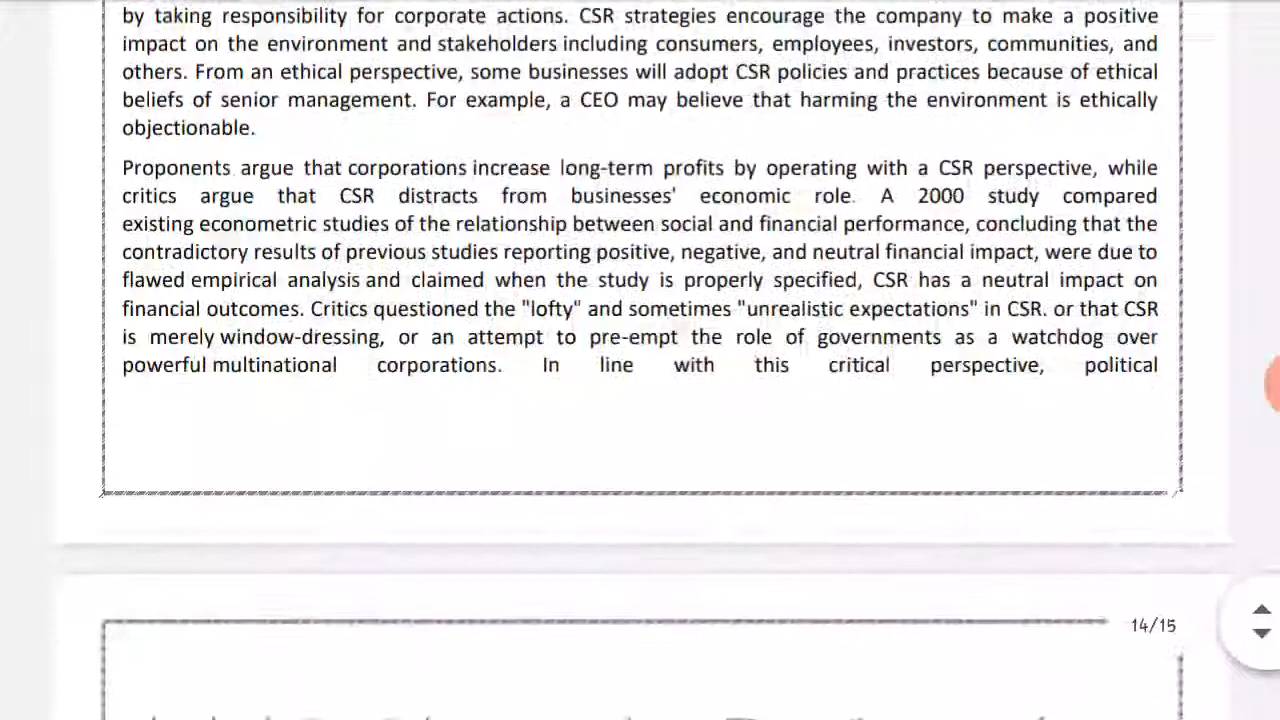 by taking responsibility for corporate actions. CSR strategies encourage the company to make a positive
impact on the environment and stakeholders including consumers, employees, investors, communities, and
others. From an ethical perspective, some businesses will adopt CSR policies and practices because of ethical
beliefs of senior management. For example, a CEO may believe that harming the environment is ethically
objectionable.
Proponents argue that corporations increase long-term profits by operating with a CSR perspective, while
critics argue that CSR distracts from businesses' economic role. A 2000 study compared
existing econometric studies of the relationship between social and financial performance, concluding that the
contradictory results of previous studies reporting positive, negative, and neutral financial impact, were due to
flawed empirical analysis and claimed when the study is properly specified, CSR has a neutral impact on
financial outcomes. Critics questioned the "lofty" and sometimes "unrealistic expectations" in CSR. or that CSR
is merely window-dressing, or an attempt to pre-empt the role of governments as a watchdog over
powerful multinational corporations. In line with this critical perspective, political
14/15